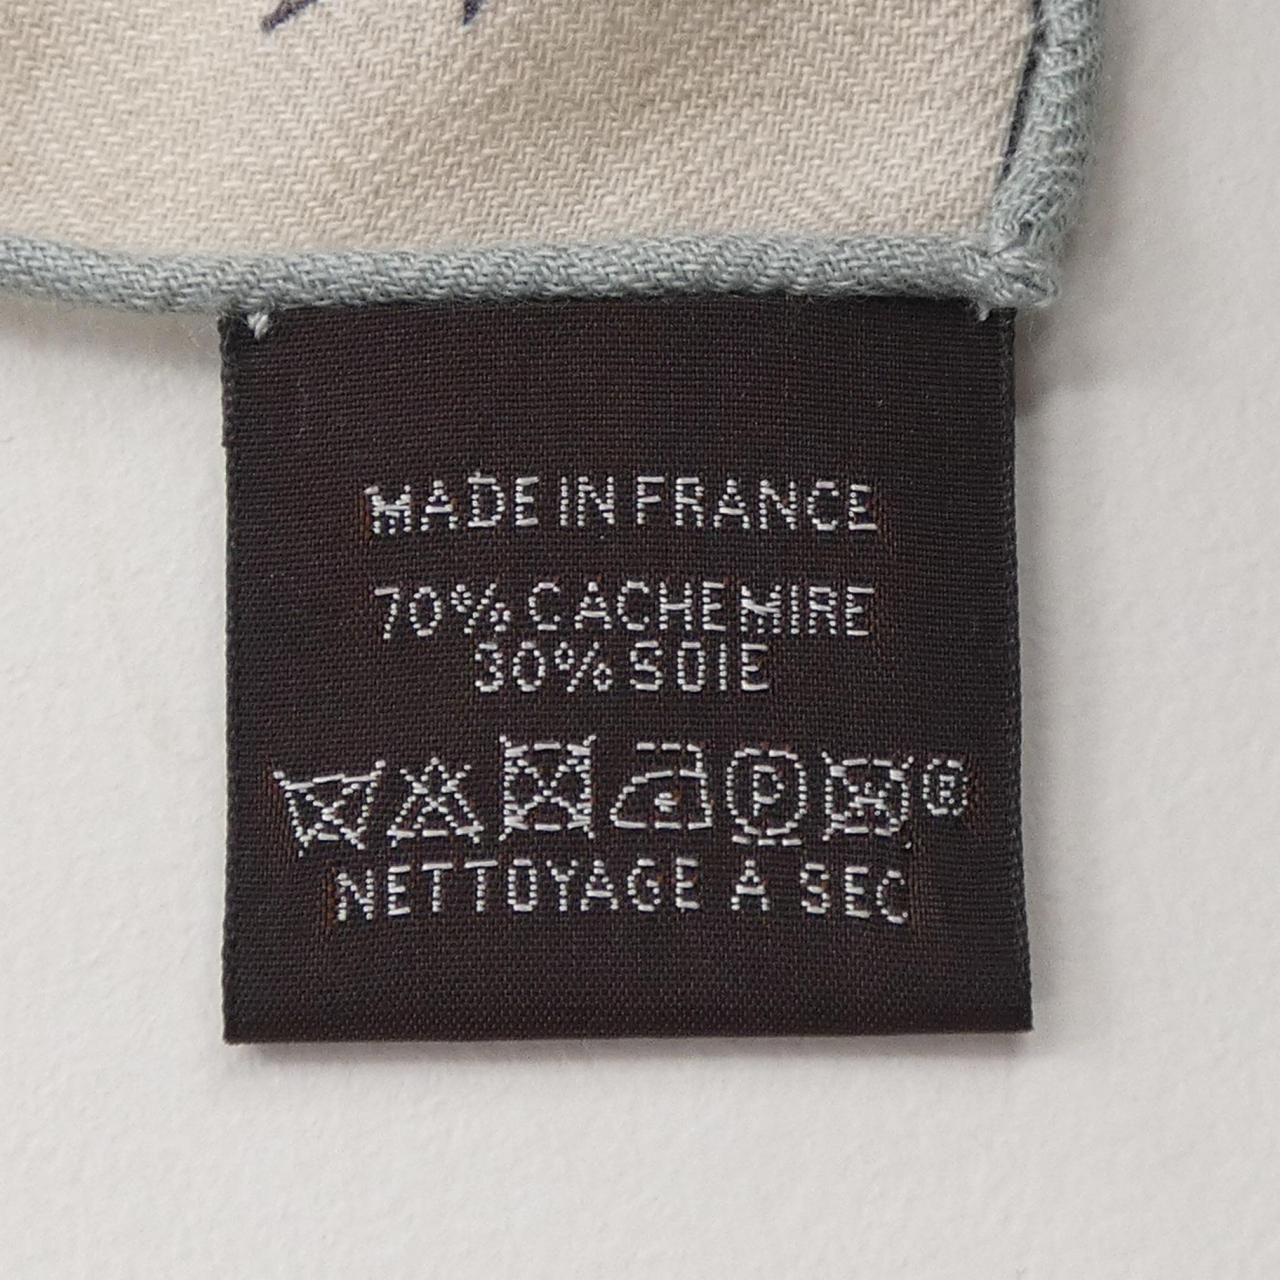 MADE IN FRANCE
70% CACHEMIRE
30% SOIE
P W ®
NETTOYAGE A SEC